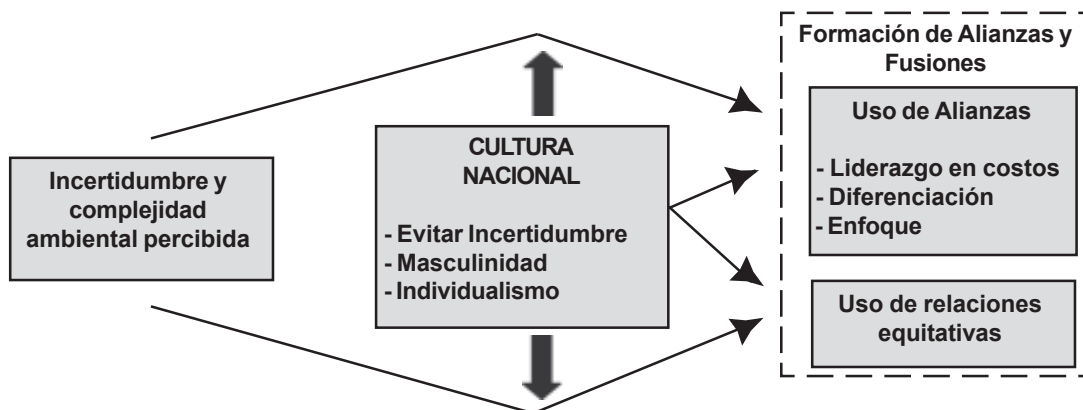 Incertidumbre y
complejidad
ambiental percibida
CULTURA
NACIONAL
- Evitar Incertidumbre
- Masculinidad
- Individualismo
Formación de Alianzas y
Fusiones
Uso de Alianzas
- Liderazgo en costos
- Diferenciación
- Enfoque
Uso de relaciones
equitativas